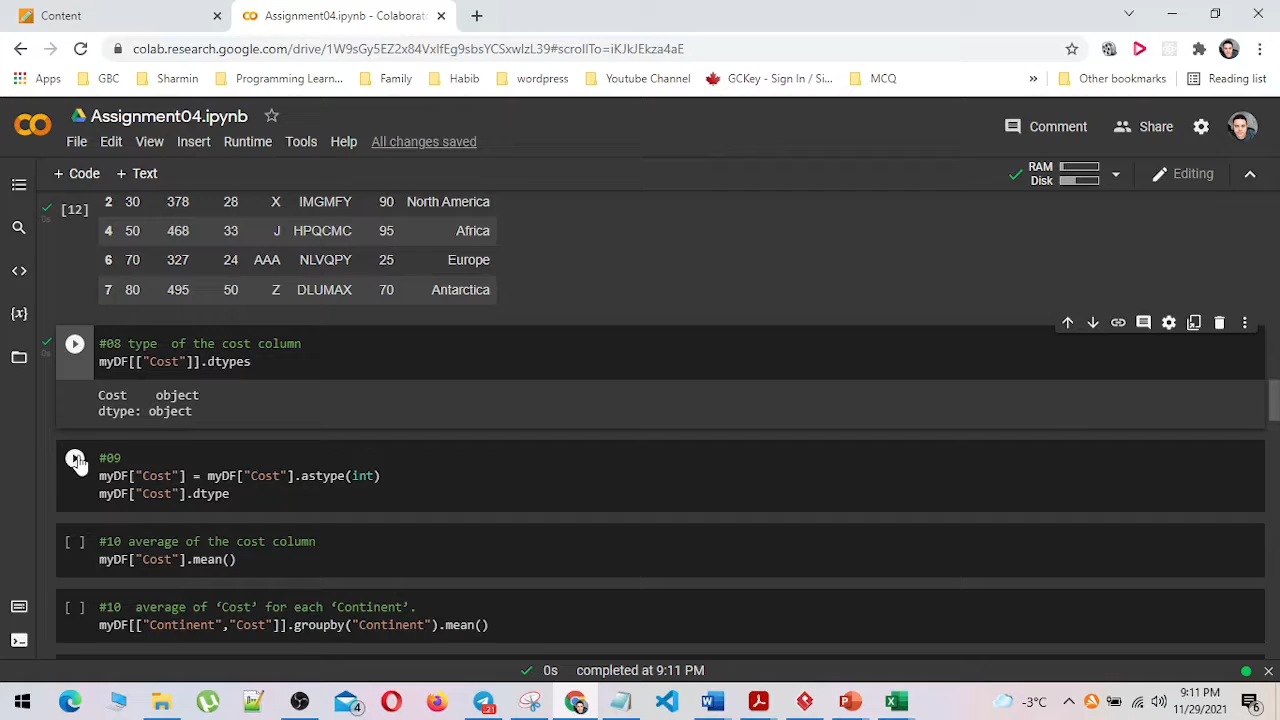 Content
Assignment04.ipynb - Colaborato
colab.research.google.com/drive/1W9sGy5EZ2x84VxIfEg9sbsYCSxwIzL39#scrollTo=iKJkJEkza4aE
Apps GBC Sharmin Programming Learn... Family Habib wordpress Youtube Channel GCKey - Sign In / Si... MCQ » Other bookmarks Reading list
Assignment04.ipynb
Comment Share
File Edit View Insert Runtime Tools Help All changes saved
+ Code + Text
RAM
Disk
Editing
[12]
0s
2 30 378 28 X IMGMFY 90 North America
4 50 468 33 J HPQCMC 95 Africa
6 70 327 24 AAA NLVQPY 25 Europe
7 80 495 50 Z DLUMAX 70 Antarctica
0s
#08 type of the cost column
myDF[["Cost"]].dtypes
Cost object
dtype: object
#09
myDF["Cost"] = myDF["Cost"].astype(int)
myDF["Cost"].dtype
[ ] #10 average of the cost column
myDF["Cost"].mean()
[ ] #10 average of ‘Cost’ for each ‘Continent’.
myDF[["Continent","Cost"]].groupby("Continent").mean()
0s completed at 9:11 PM
4
21
-3°C
9:11 PM
11/29/2021
6